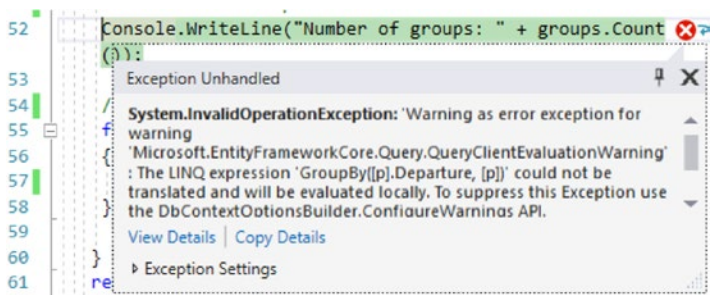 52 Console.WriteLine("Number of groups: " + groups.Count
());
53 Exception Unhandled
54 /
System.InvalidOperationException: 'Warning as error exception for
55 f warning
56 { 'Microsoft.EntityFrameworkCore.Query.QueryClientEvaluationWarning'
57 : The LINQ expression 'GroupBy([p].Departure, [p])' could not be
translated and will be evaluated locally. To suppress this Exception use
58 } the DbContextOptionsBuilder.ConfigureWarnings API.
59 View Details | Copy Details
60 }
Exception Settings
61 re